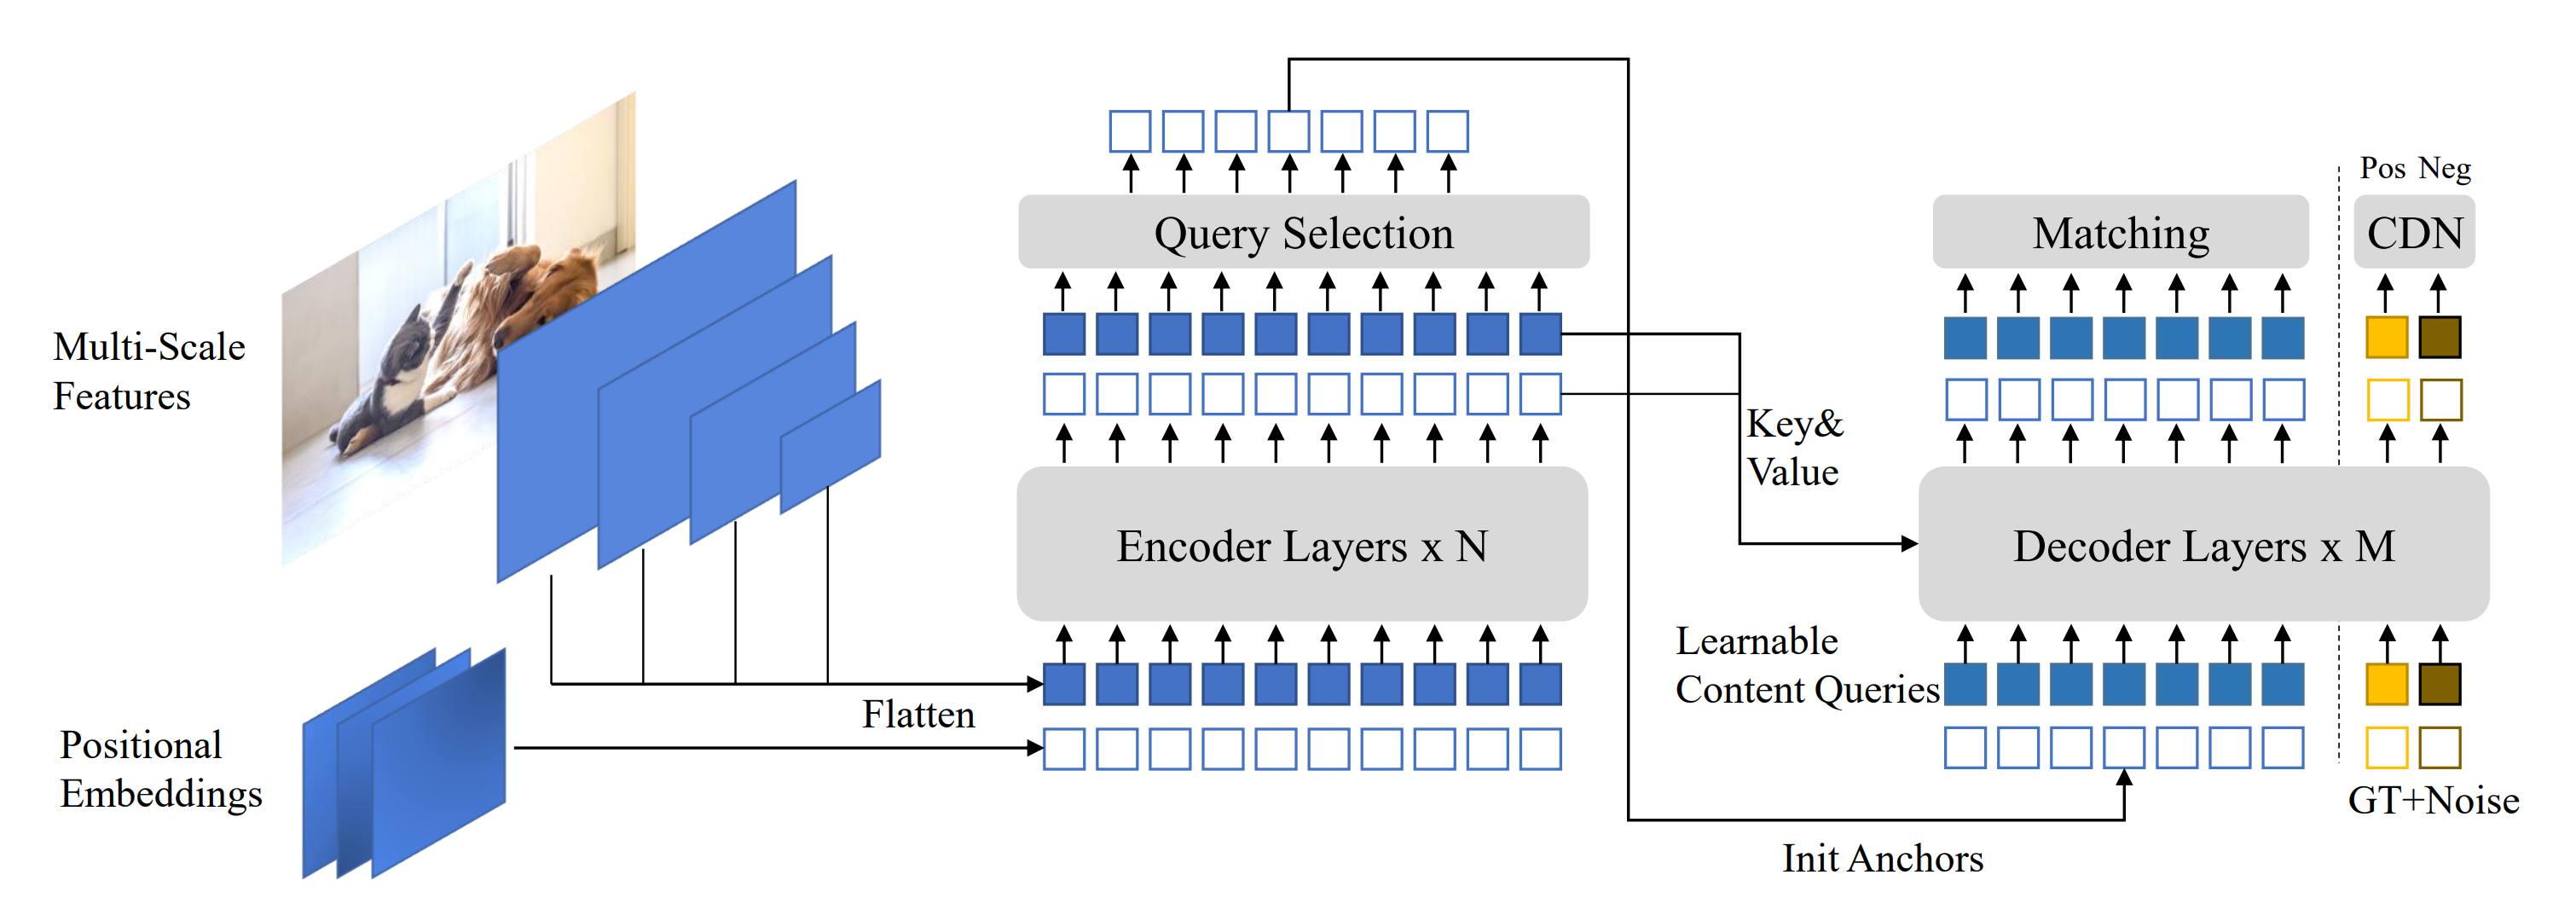 Multi-Scale
Features
Positional
Embeddings
Flatten
Query Selection
Encoder Layers x N
Key&
Value
Learnable
Content Queries
Init Anchors
Pos Neg
Matching
CDN
Decoder Layers x M
GT+Noise